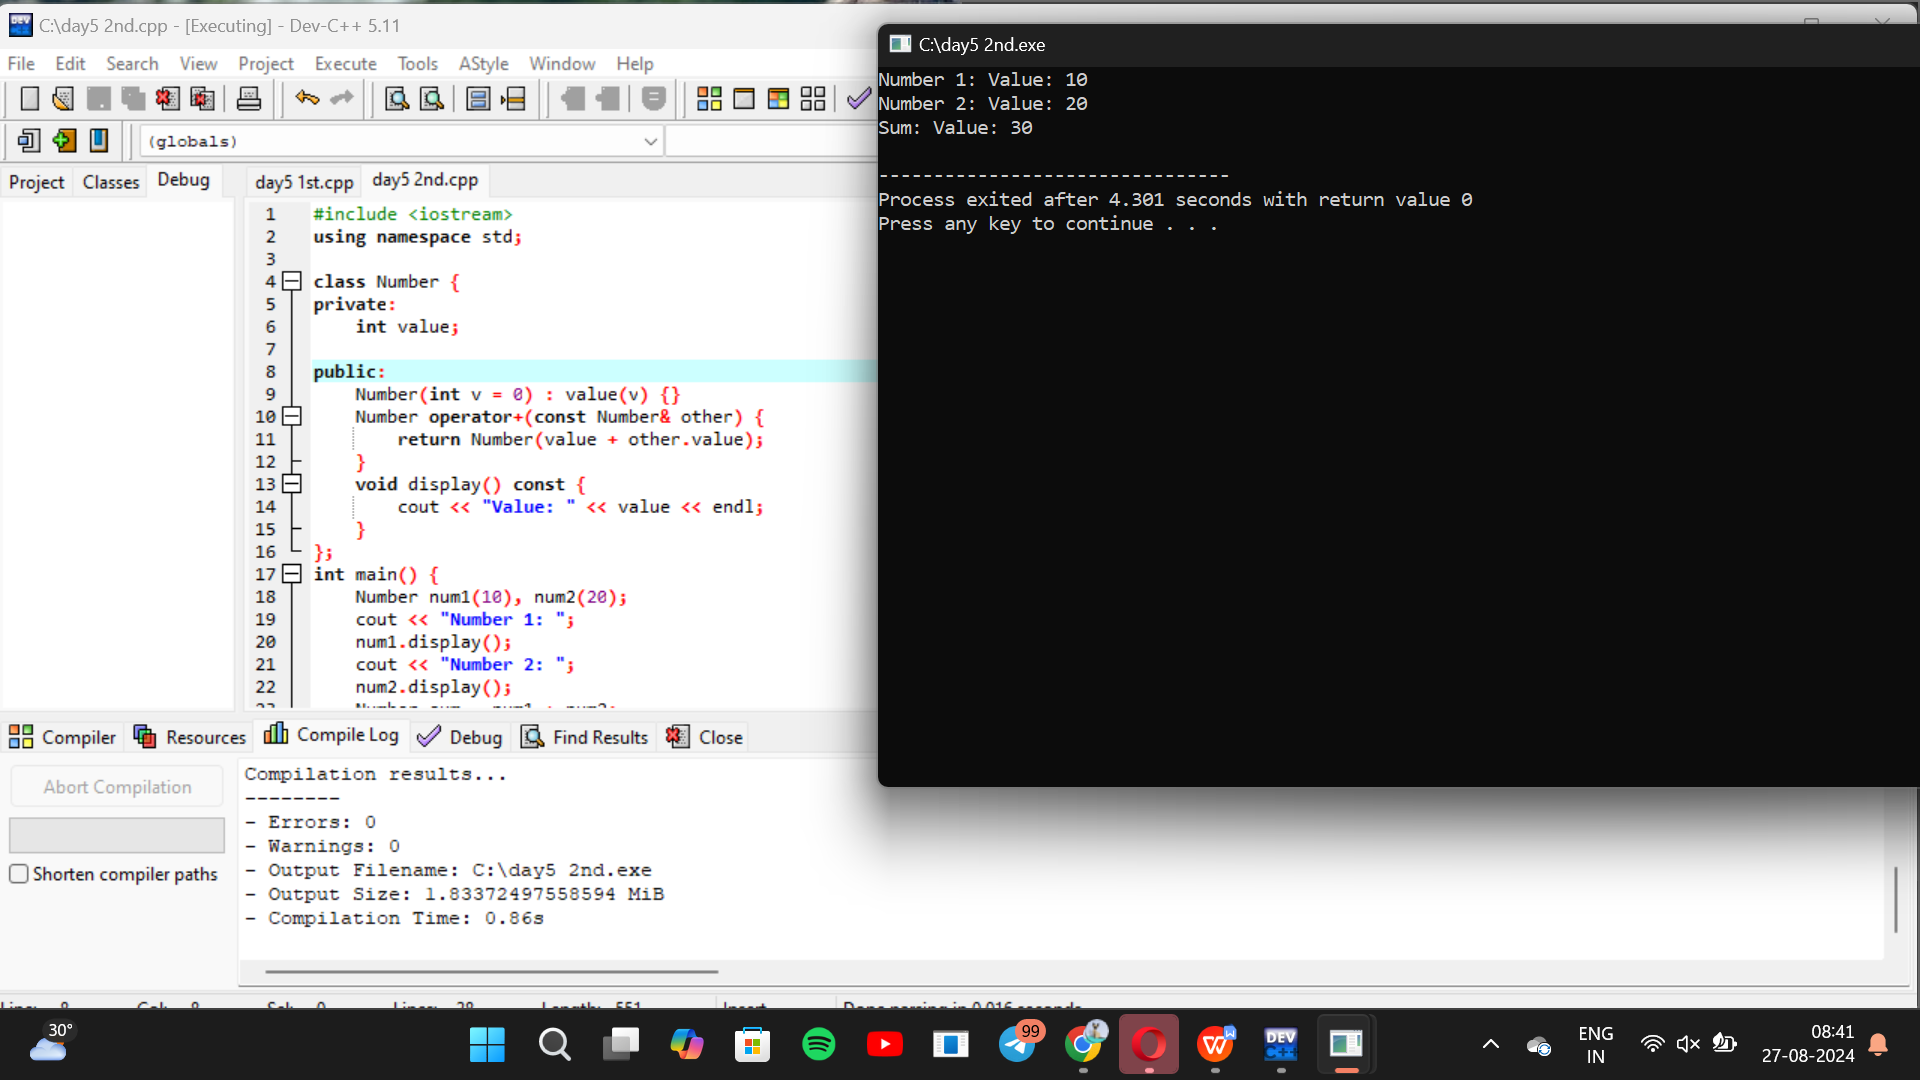 C:\day5 2nd.cpp - [Executing] - Dev-C++ 5.11
File Edit Search View Project Execute Tools AStyle Window Help
(globals)
Project Classes Debug
day5 1st.cpp day5 2nd.cpp
1 #include <iostream>
2 using namespace std;
3
4 class Number {
5 private:
6 int value;
7
8 public:
9 Number(int v = 0) : value(v) {}
10 Number operator+(const Number& other) {
11 return Number(value + other.value);
12 }
13 void display() const {
14 cout << "Value: " << value << endl;
15 }
16 };
17 int main() {
18 Number num1(10), num2(20);
19 cout << "Number 1: ";
20 num1.display();
21 cout << "Number 2: ";
22 num2.display();
C:\day5 2nd.exe
Number 1: Value: 10
Number 2: Value: 20
Sum: Value: 30
--------------------------------
Process exited after 4.301 seconds with return value 0
Press any key to continue . . .
Compiler Resources Compile Log Debug Find Results Close
Abort Compilation
Shorten compiler paths
Compilation results...
--------
- Errors: 0
- Warnings: 0
- Output Filename: C:\day5 2nd.exe
- Output Size: 1.83372497558594 MiB
- Compilation Time: 0.86s
30°
99
DEV
C++
ENG
IN
08:41
27-08-2024